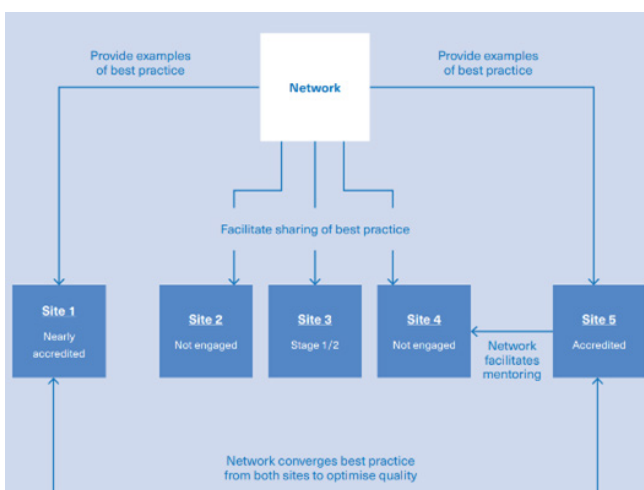 Provide examples
of best practice
Network
Provide examples
of best practice
Facilitate sharing of best practice
Site 1
Nearly
accredited
Site 2
Not engaged
Site 3
Stage 1/2
Site 4
Not engaged
Site 5
Accredited
Network
facilitates
mentoring
Network converges best practice
from both sites to optimise quality